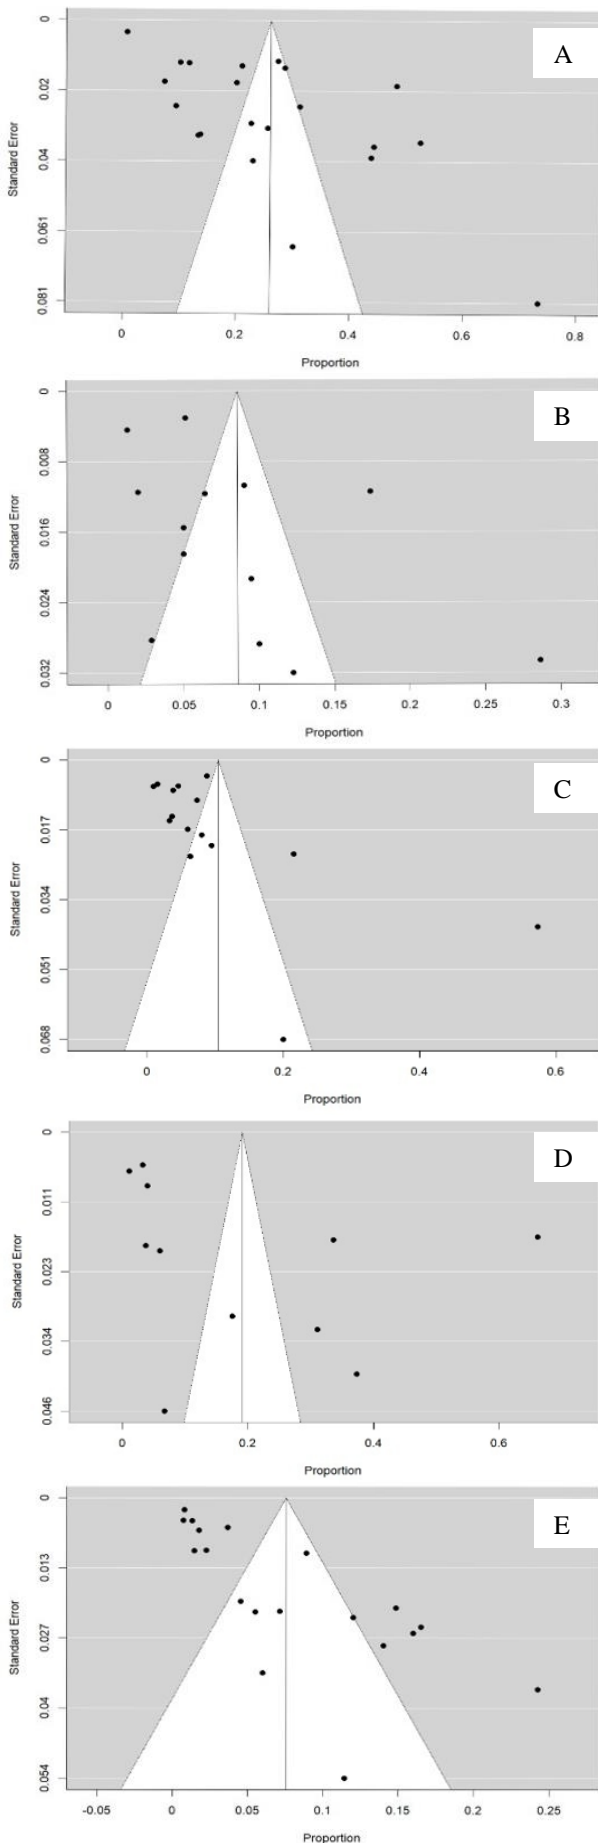 A
0
0.02
0.04
0.061
0.081
Standard Error
0 0.2 0.4 0.6 0.8
Proportion
B
0
0.008
0.016
0.024
0.032
Standard Error
0 0.05 0.1 0.15 0.2 0.25 0.3
Proportion
C
0
0.017
0.034
0.051
0.068
Standard Error
0 0.2 0.4 0.6
Proportion
D
0
0.011
0.023
0.034
0.046
Standard Error
0 0.2 0.4 0.6
Proportion
E
0
0.013
0.027
0.04
0.054
Standard Error
-0.05 0 0.05 0.1 0.15 0.2 0.25
Proportion